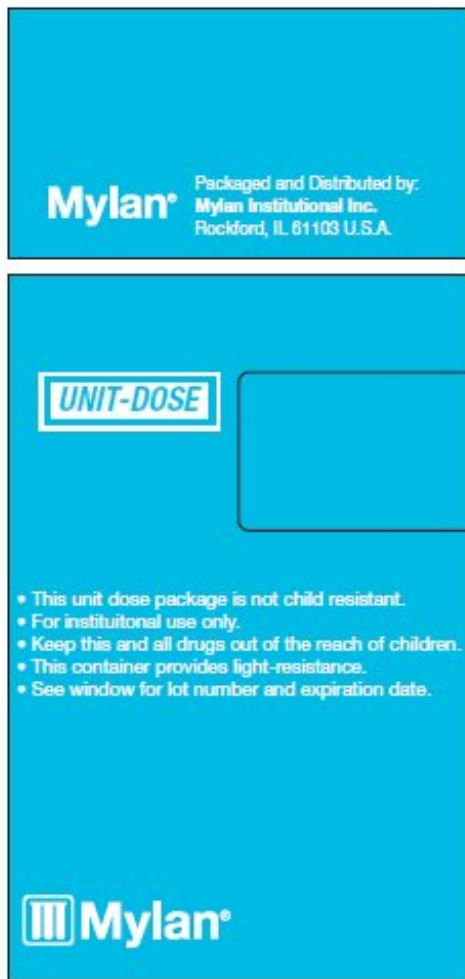 Mylan®
Packaged and Distributed by:
Mylan Institutional Inc.
Rockford, IL 61103 U.S.A.
UNIT-DOSE
• This unit dose package is not child resistant.
• For instituitonal use only.
• Keep this and all drugs out of the reach of children.
• This container provides light-resistance.
• See window for lot number and expiration date.
Mylan®